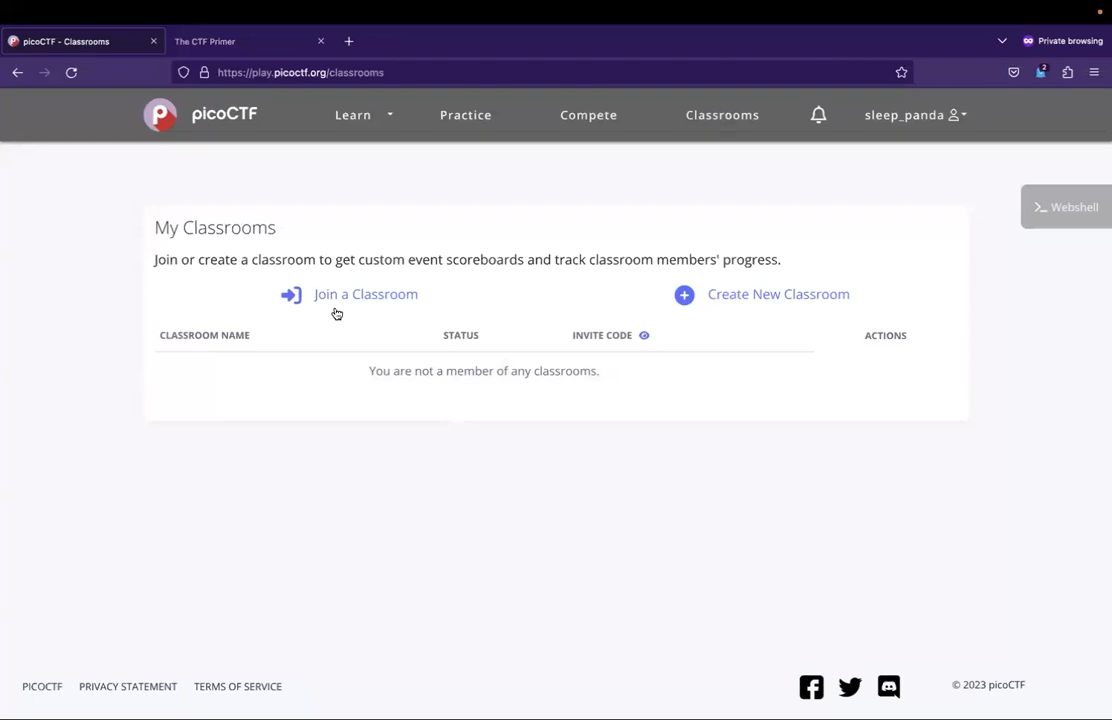 picoCTF - Classrooms
The CTF Primer
Private browsing
https://play.picoctf.org/classrooms
2
picoCTF
Learn
Practice
Compete
Classrooms
sleep_panda
Webshell
My Classrooms
Join or create a classroom to get custom event scoreboards and track classroom members' progress.
Join a Classroom
Create New Classroom
CLASSROOM NAME
STATUS
INVITE CODE
ACTIONS
You are not a member of any classrooms.
PICOCTF
PRIVACY STATEMENT
TERMS OF SERVICE
© 2023 picoCTF